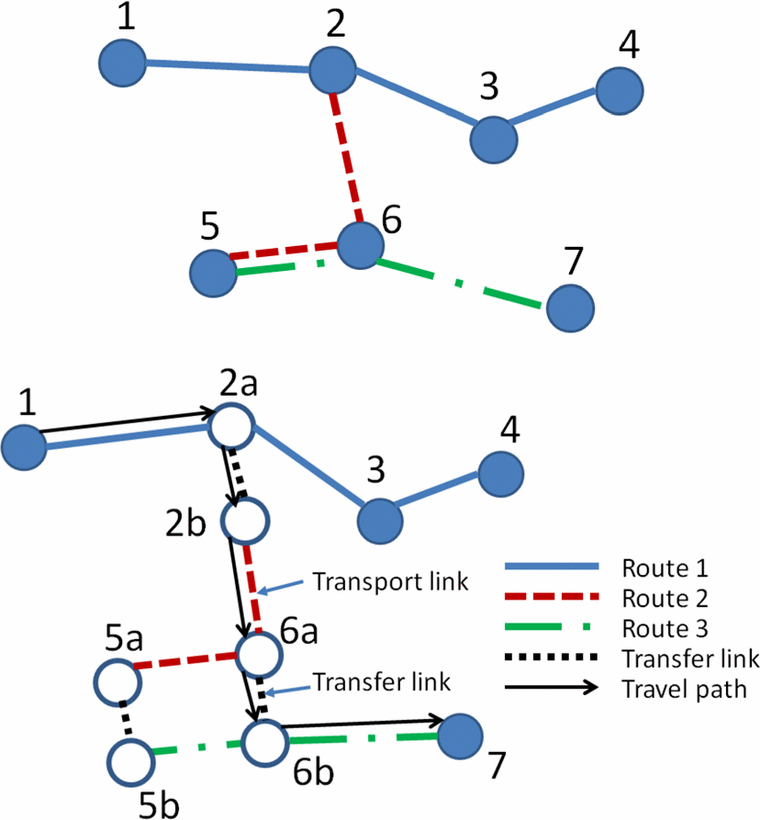 1
2
3
4
5
6
7
1
2a
3
4
2b
Transport link
5a
6a
Transfer link
5b
6b
7
Route 1
Route 2
Route 3
Transfer link
Travel path